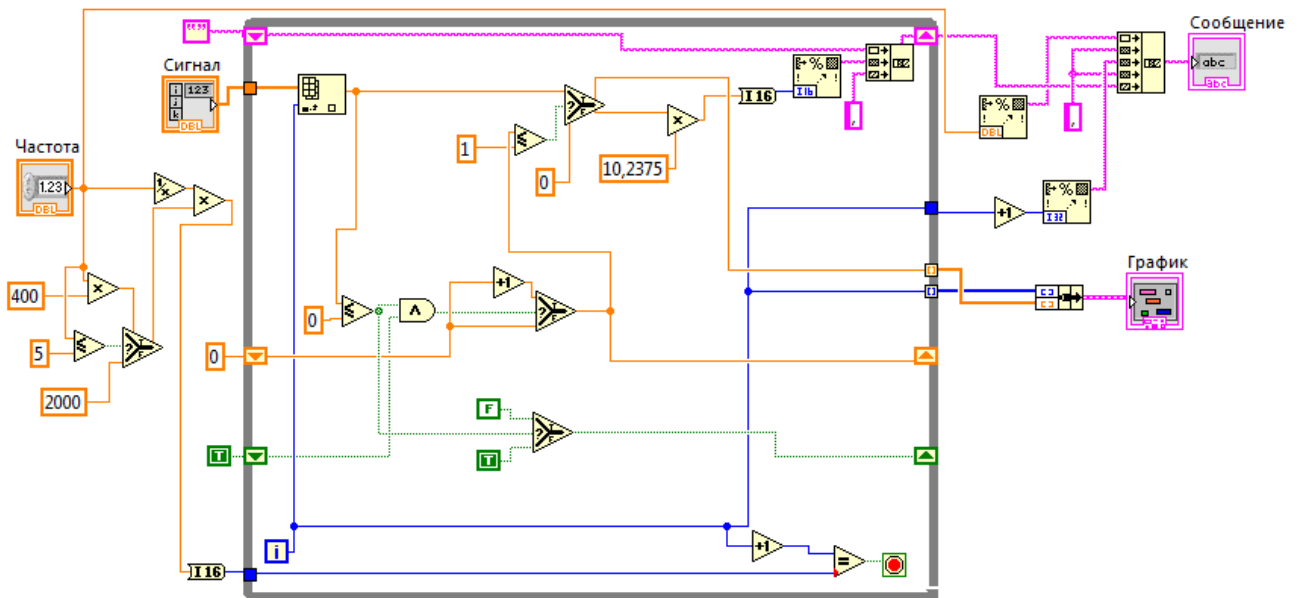 Сообщение
abc
abc
Сигнал
i 123
j
k
DBL
I16
I16
DBL
Частота
1.23
DBL
1/x
x
1
0
x
10,2375
,
,
+1
I32
График
400
x
0
+1
5
0
2000
F
T
T
i
+1
=
I16